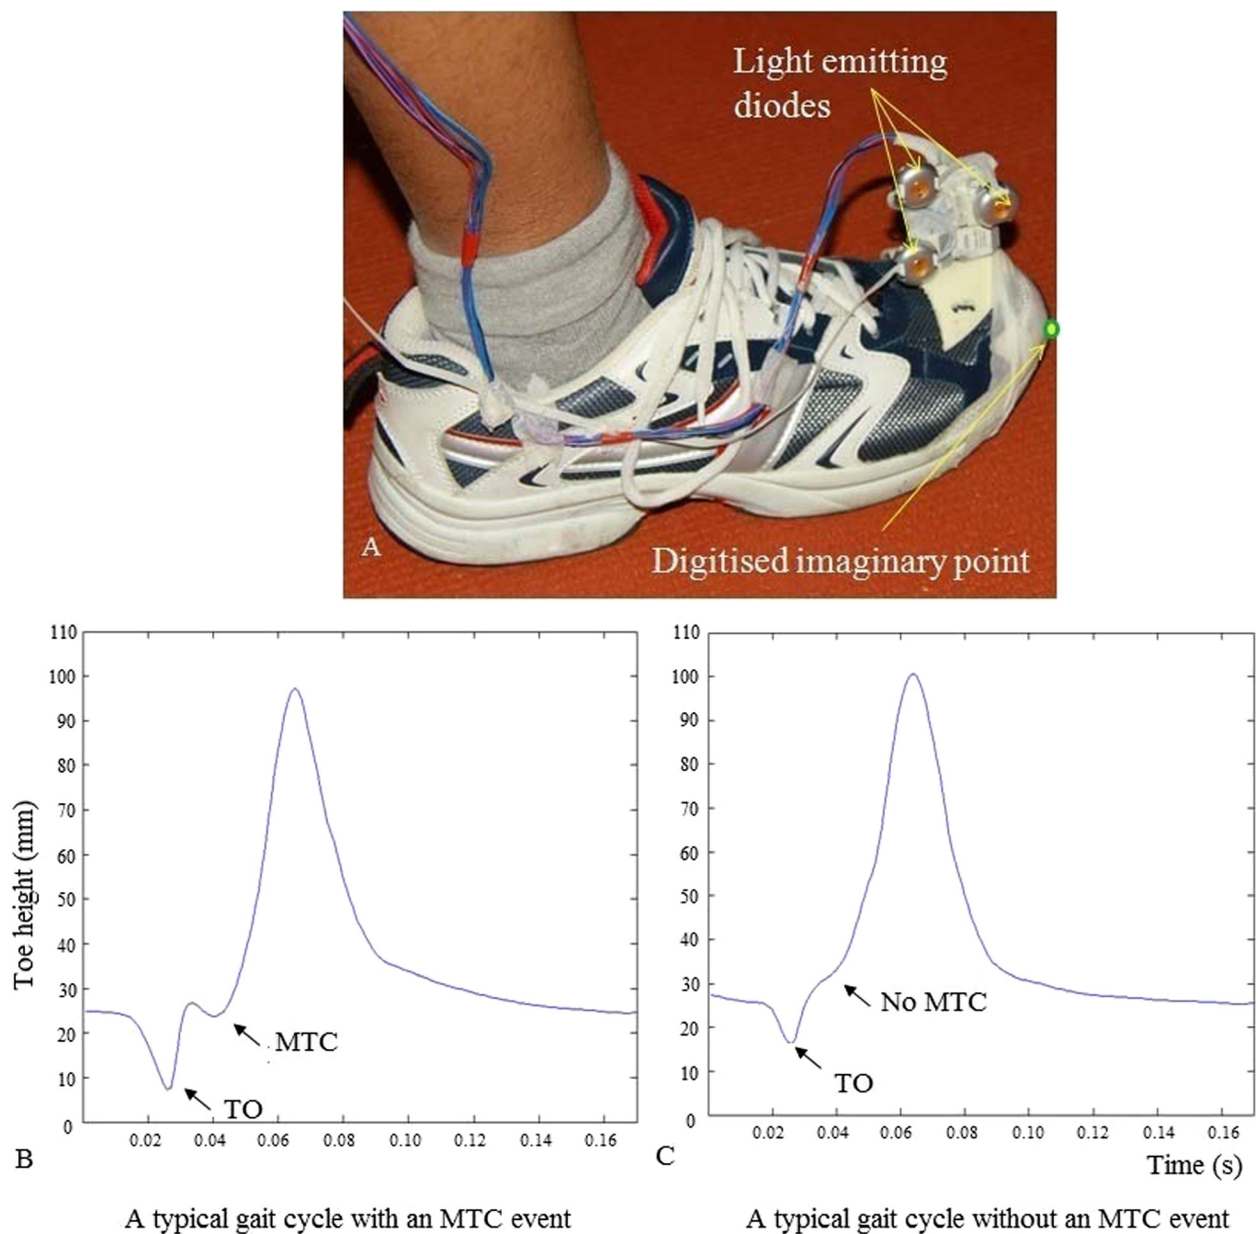 Light emitting
diodes
A
Digitised imaginary point
110
100
90
80
70
60
50
40
30
20
10
0
Toe height (mm)
MTC
TO
0.02 0.04 0.06 0.08 0.10 0.12 0.14 0.16
B
A typical gait cycle with an MTC event
110
100
90
80
70
60
50
40
30
20
10
0
No MTC
TO
0.02 0.04 0.06 0.08 0.10 0.12 0.14 0.16
C
Time (s)
A typical gait cycle without an MTC event